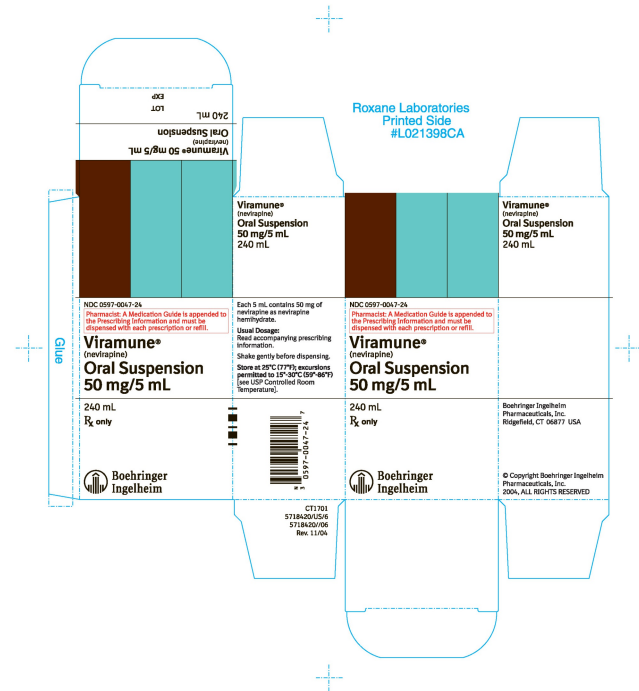 Roxane Laboratories
Printed Side
#L021398CA
LOT
EXP
240 mL
Viramune® 50 mg/5 mL
(nevirapine)
Oral Suspension
Glue
NDC 0597-0047-24
Pharmacist: A Medication Guide is appended to
the Prescribing Information and must be
dispensed with each prescription or refill.
Viramune®
(nevirapine)
Oral Suspension
50 mg/5 mL
240 mL
Rx only
Boehringer
Ingelheim
Viramune®
(nevirapine)
Oral Suspension
50 mg/5 mL
240 mL
Each 5 mL contains 50 mg of
nevirapine as nevirapine
hemihydrate.
Usual Dosage:
Read accompanying prescribing
information.
Shake gently before dispensing.
Store at 25°C (77°F); excursions
permitted to 15°-30°C (59°-86°F)
[see USP Controlled Room
Temperature].
N
3 0597-0047-24 7
CT1701
5718420/US/6
5718420//06
Rev. 11/04
NDC 0597-0047-24
Pharmacist: A Medication Guide is appended to
the Prescribing Information and must be
dispensed with each prescription or refill.
Viramune®
(nevirapine)
Oral Suspension
50 mg/5 mL
240 mL
Rx only
Boehringer
Ingelheim
Viramune®
(nevirapine)
Oral Suspension
50 mg/5 mL
240 mL
Boehringer Ingelheim
Pharmaceuticals, Inc.
Ridgefield, CT 06877 USA
© Copyright Boehringer Ingelheim
Pharmaceuticals, Inc.
2004, ALL RIGHTS RESERVED